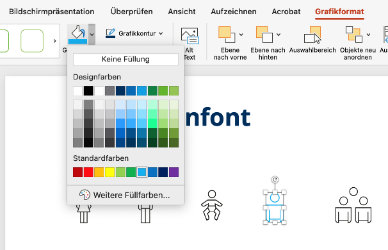 Bildschirmpräsentation Überprüfen Ansicht Aufzeichnen Acrobat Grafikformat
Grafikkontur
Alt
Text
Ebene
nach vorne
Ebene nach
hinten
Auswahlbereich
Objekte neu
anordnen
Keine Füllung
Designfarben
Standardfarben
Weitere Füllfarben...
nfont